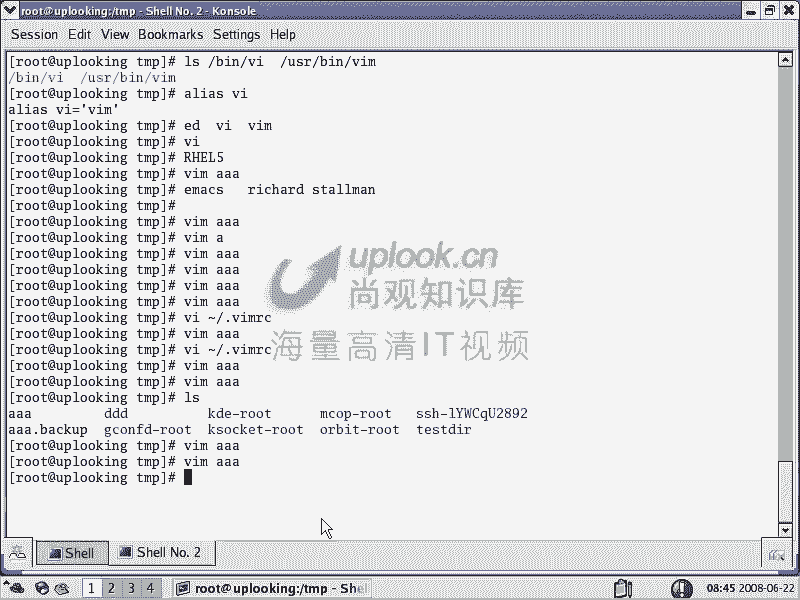 root@uplooking:/tmp - Shell No. 2 - Konsole
Session Edit View Bookmarks Settings Help
[root@uplooking tmp]# ls /bin/vi  /usr/bin/vim
/bin/vi  /usr/bin/vim
[root@uplooking tmp]# alias vi
alias vi='vim'
[root@uplooking tmp]# ed  vi  vim
[root@uplooking tmp]# vi
[root@uplooking tmp]# RHEL5
[root@uplooking tmp]# vim aaa
[root@uplooking tmp]# emacs   richard stallman
[root@uplooking tmp]#
[root@uplooking tmp]# vim aaa
[root@uplooking tmp]# vim a
[root@uplooking tmp]# vim aaa
[root@uplooking tmp]# vim aaa
[root@uplooking tmp]# vim aaa
[root@uplooking tmp]# vim aaa
[root@uplooking tmp]# vi ~/.vimrc
[root@uplooking tmp]# vim aaa
[root@uplooking tmp]# vi ~/.vimrc
[root@uplooking tmp]# vim aaa
[root@uplooking tmp]# vim aaa
[root@uplooking tmp]# ls
aaa         ddd          kde-root      mcop-root   ssh-lYWCqU2892
aaa.backup  gconfd-root  ksocket-root  orbit-root  testdir
[root@uplooking tmp]# vim aaa
[root@uplooking tmp]# vim aaa
[root@uplooking tmp]#
uplook.cn
尚观知识库
海量高清IT视频
Shell Shell No. 2
1 2 3 4 root@uplooking:/tmp - She 08:45 2008-06-22